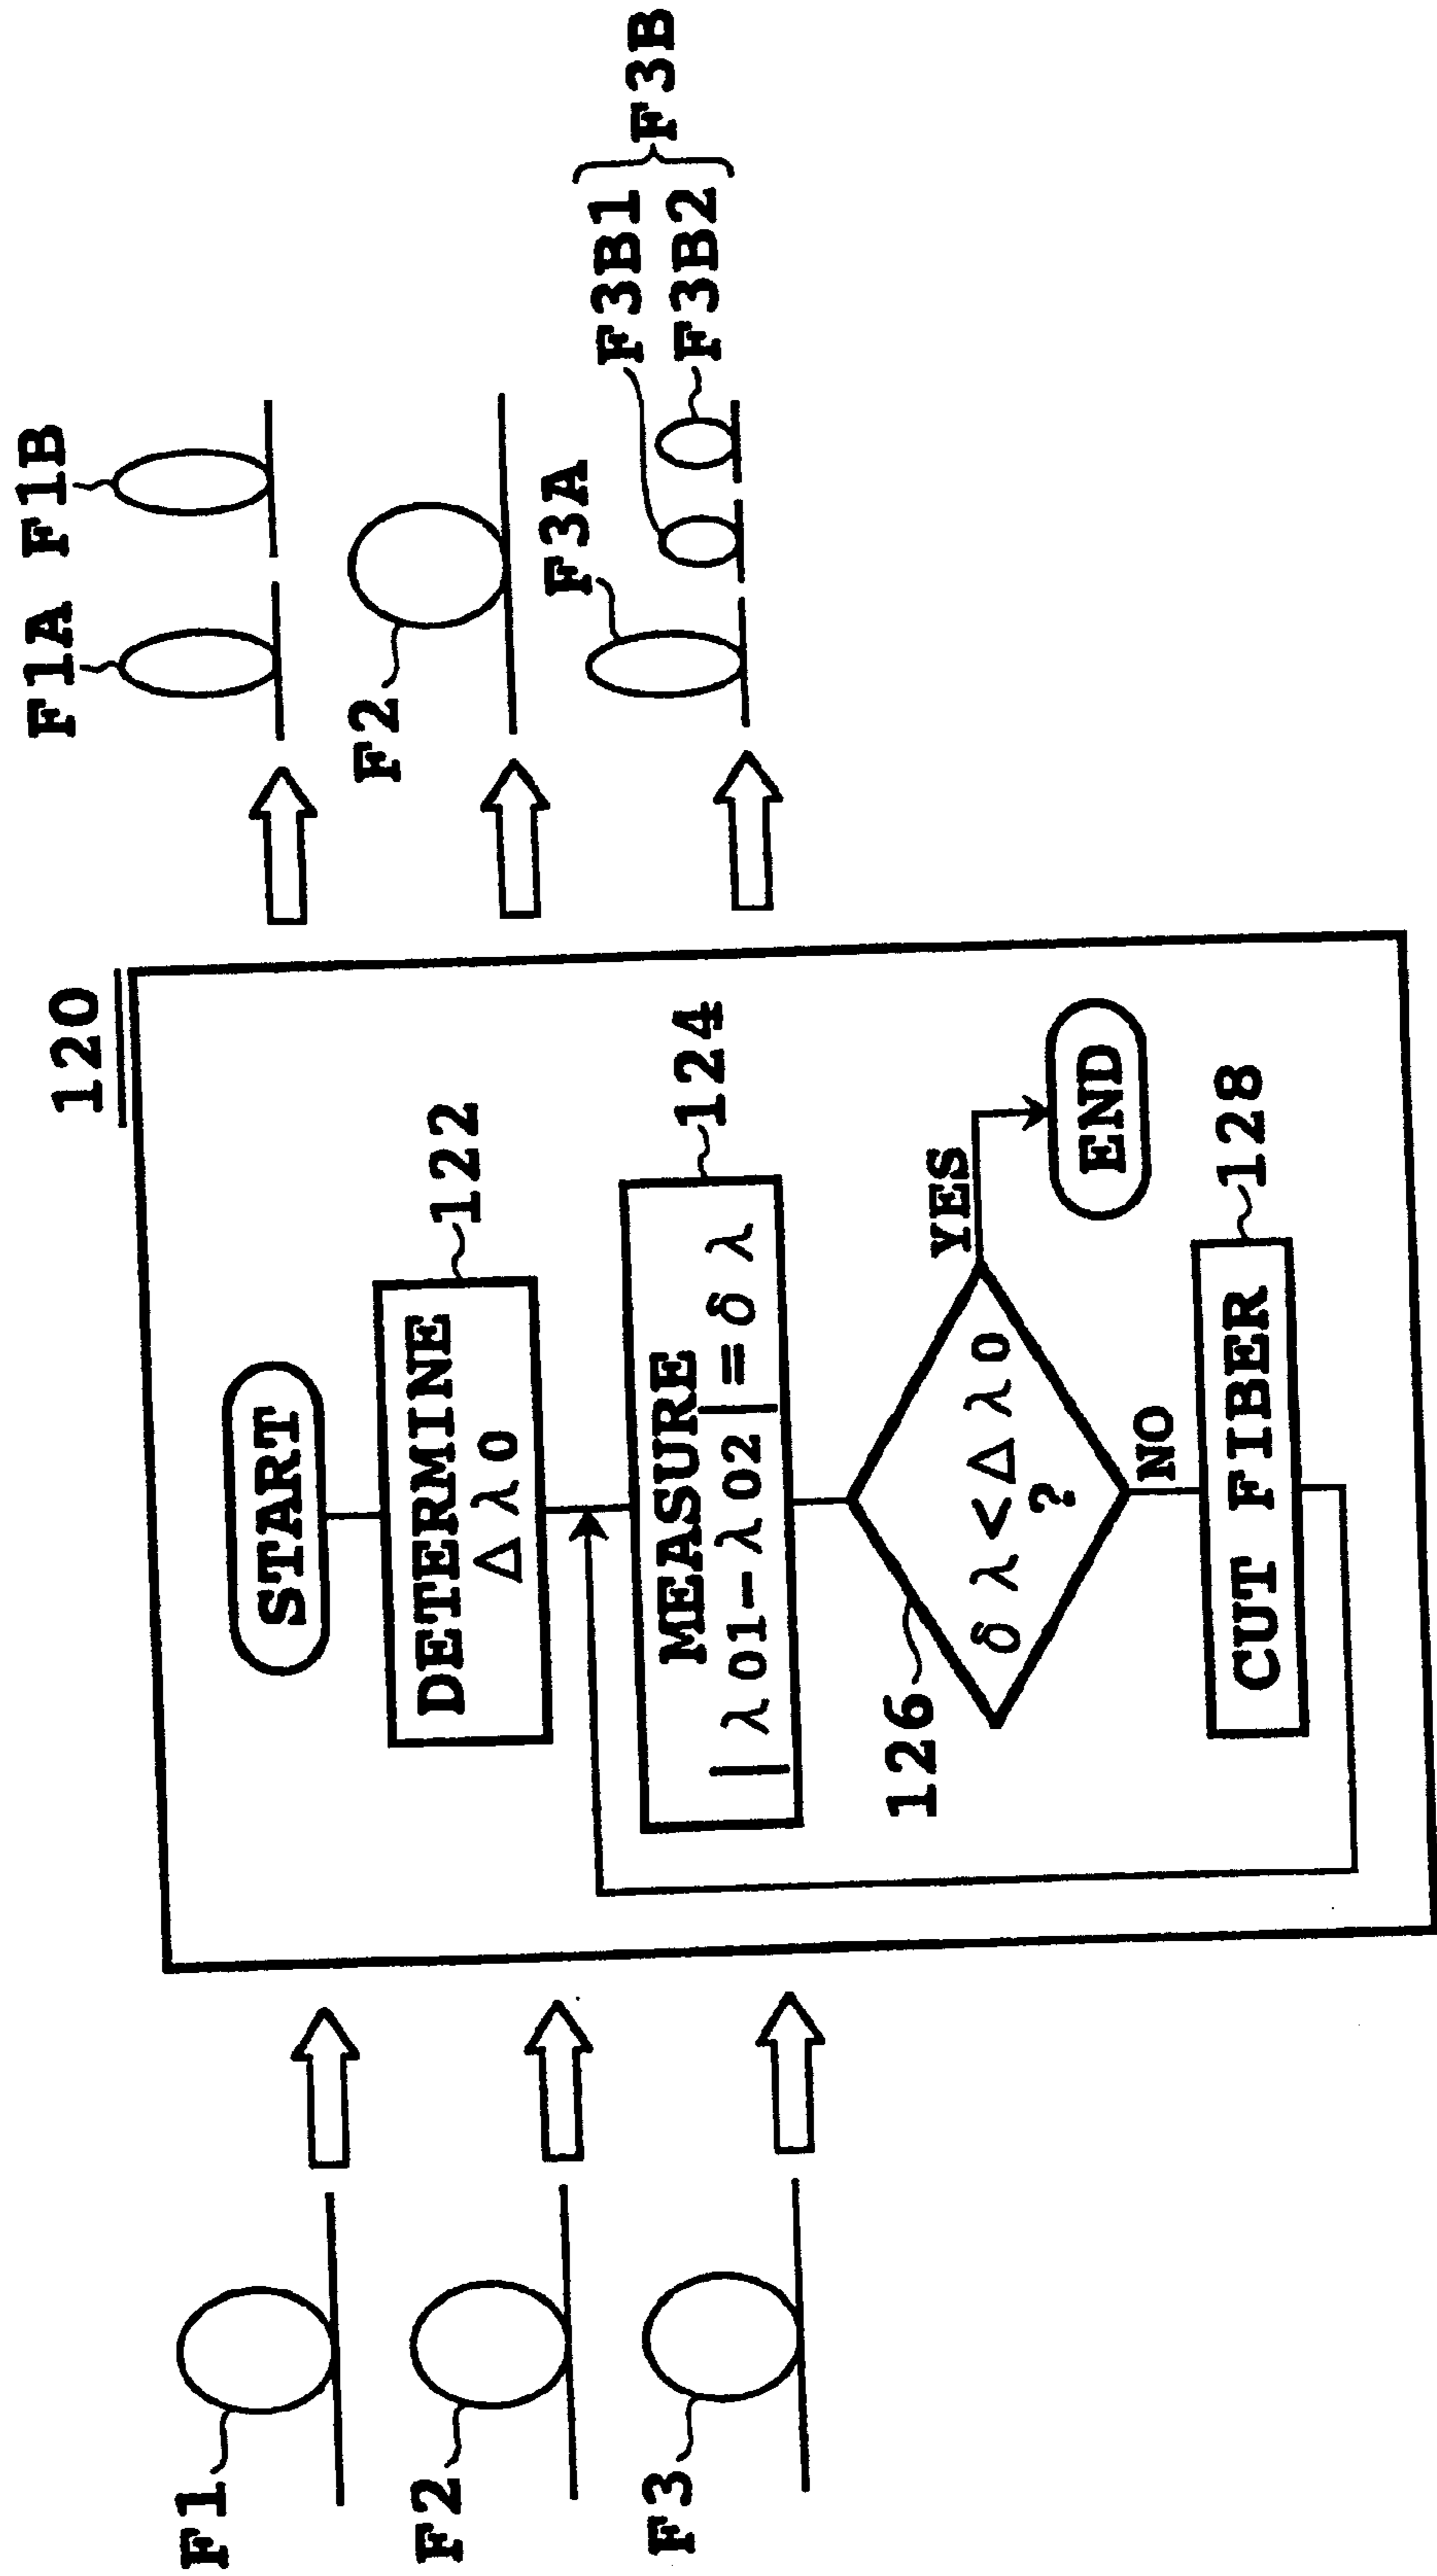 F1
F2
F3
120
START
DETERMINE
Δλ0
122
MEASURE
|λ01-λ02|=δλ
124
126
δλ<Δλ0
?
YES
END
NO
CUT FIBER
128
F1A
F1B
F2
F3A
F3B1
F3B2
F3B